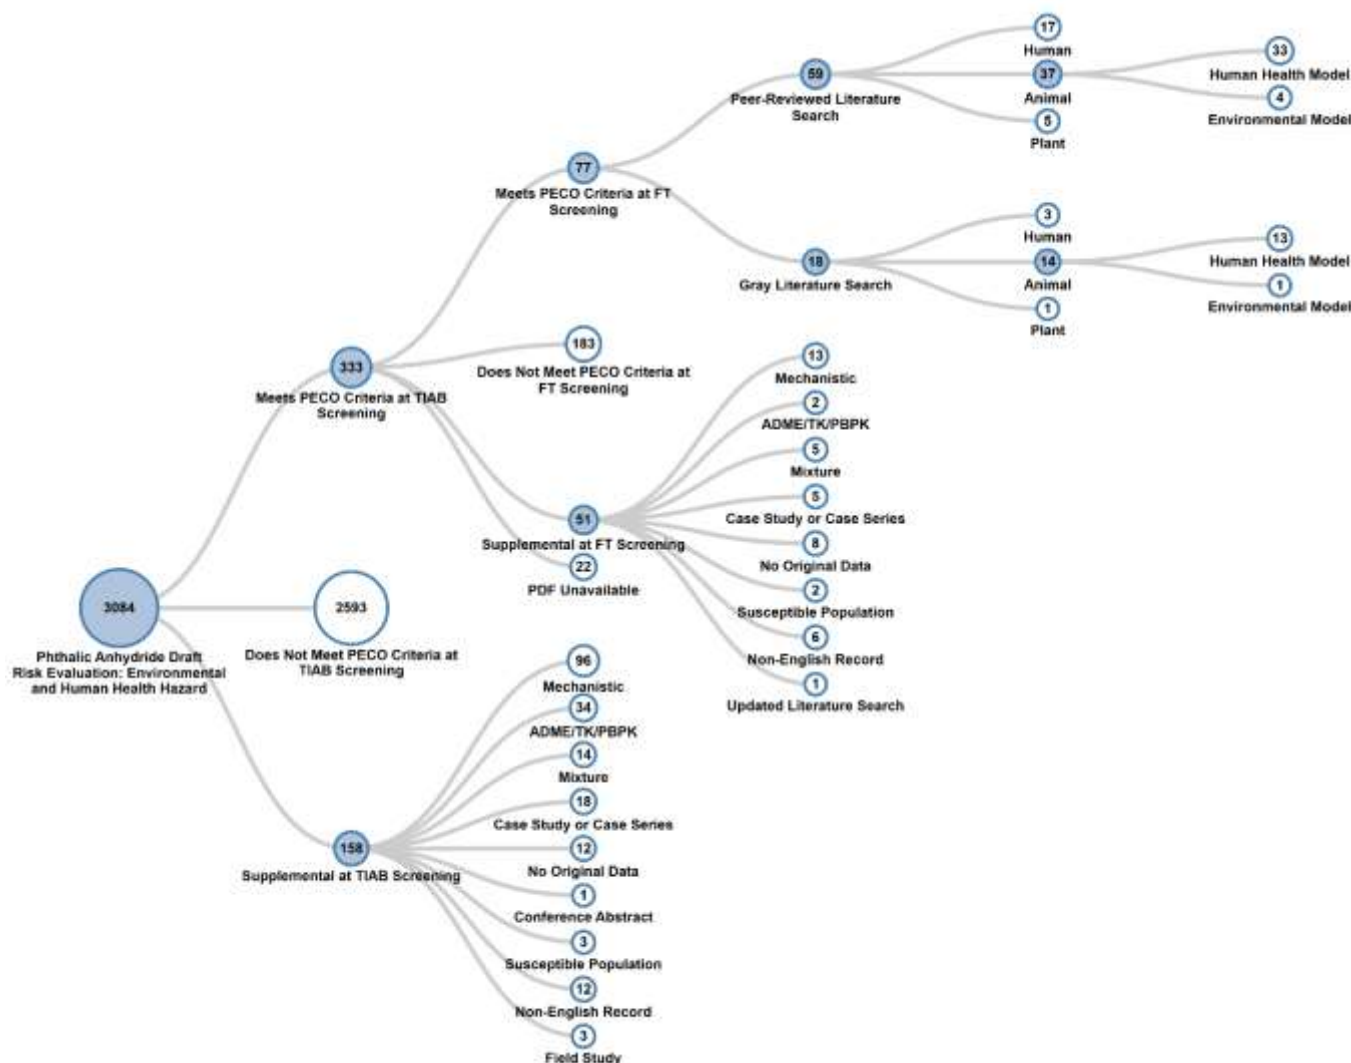 17
Human
33
Human Health Model
59
37
Peer-Reviewed Literature
Search
Animal
4
Environmental Model
5
Plant
77
Meets PECO Criteria at FT
Screening
3
Human
13
Human Health Model
18
14
Gray Literature Search
Animal
1
Environmental Model
1
Plant
333
Meets PECO Criteria at TIAB
Screening
183
Does Not Meet PECO Criteria at
FT Screening
13
Mechanistic
2
ADME/TK/PBPK
5
Mixture
5
Case Study or Case Series
51
Supplemental at FT Screening
8
No Original Data
22
PDF Unavailable
2
Susceptible Population
6
Non-English Record
1
Updated Literature Search
3084
Phthalic Anhydride Draft
Risk Evaluation: Environmental
and Human Health Hazard
2593
Does Not Meet PECO Criteria at
TIAB Screening
96
Mechanistic
34
ADME/TK/PBPK
14
Mixture
18
Case Study or Case Series
158
Supplemental at TIAB Screening
12
No Original Data
1
Conference Abstract
3
Susceptible Population
12
Non-English Record
3
Field Study